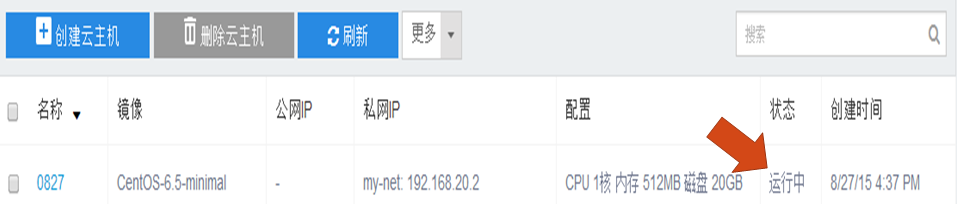 创建云主机 删除云主机 刷新 更多 搜索
名称 镜像 公网IP 私网IP 配置 状态 创建时间
0827 CentOS-6.5-minimal - my-net: 192.168.20.2 CPU 1核 内存 512MB 磁盘 20GB 运行中 8/27/15 4:37 PM